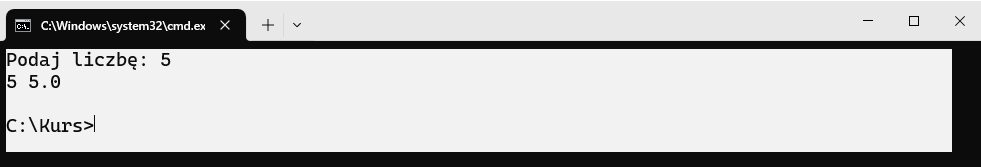 C:\Windows\system32\cmd.ex
Podaj liczbę: 5
5 5.0
C:\Kurs>